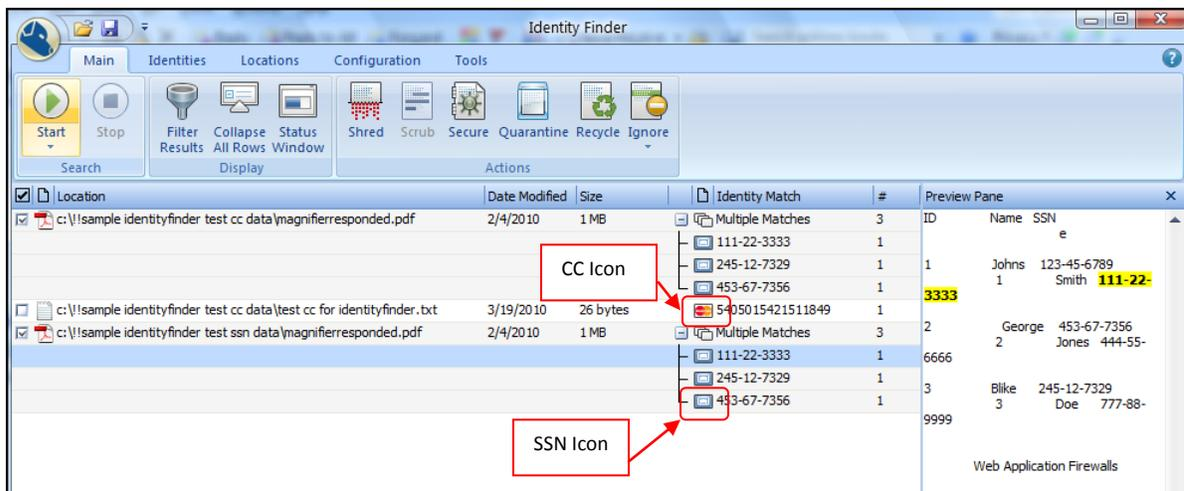 Identity Finder
Main Identities Locations Configuration Tools
Start Stop Filter Results Collapse All Rows Status Window Shred Scrub Secure Quarantine Recycle Ignore
Search Display Actions
Location Date Modified Size Identity Match # Preview Pane
c:\!!sample identityfinder test cc data\magnifierresponded.pdf 2/4/2010 1 MB Multiple Matches 3
111-22-3333 1
245-12-7329 1
453-67-7356 1
c:\!!sample identityfinder test cc data\test cc for identityfinder.txt 3/19/2010 26 bytes 5405015421511849 1
c:\!!sample identityfinder test ssn data\magnifierresponded.pdf 2/4/2010 1 MB Multiple Matches 3
111-22-3333 1
245-12-7329 1
453-67-7356 1
CC Icon
SSN Icon
ID Name SSN
e
1 Johns 123-45-6789
1 Smith 111-22-
3333
2 George 453-67-7356
2 Jones 444-55-
6666
3 Blike 245-12-7329
3 Doe 777-88-
9999
Web Application Firewalls